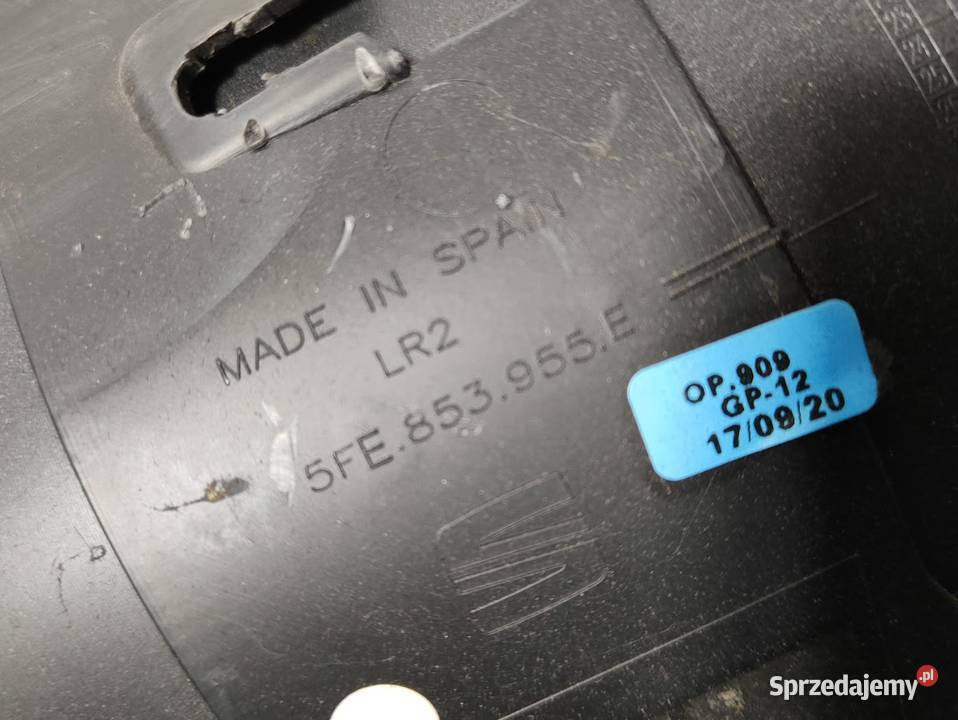 MADE IN SPAIN
LR2
5FE.853.955.E
OP.909
GP-12
17/09/20
Sprzedajemy.pl